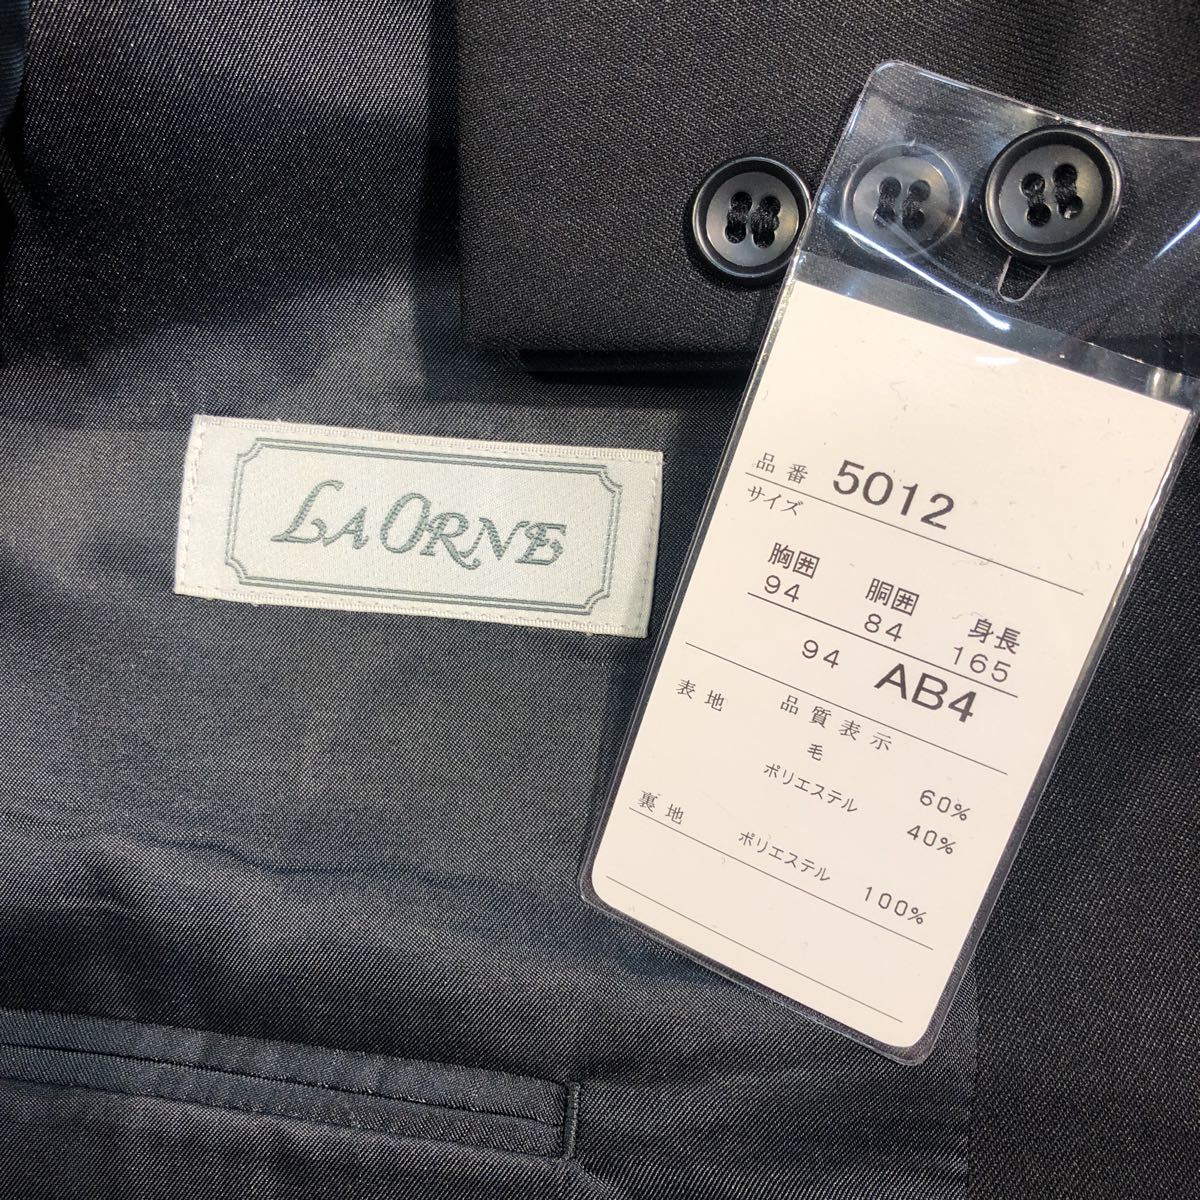 LA ORNE
品番 5012
サイズ
胸囲 胴囲 身長
94 84 165
94 AB4
品質表示
表地
毛 60%
ポリエステル 40%
裏地
ポリエステル 100%